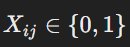 X_{ij} ∈ {0, 1}